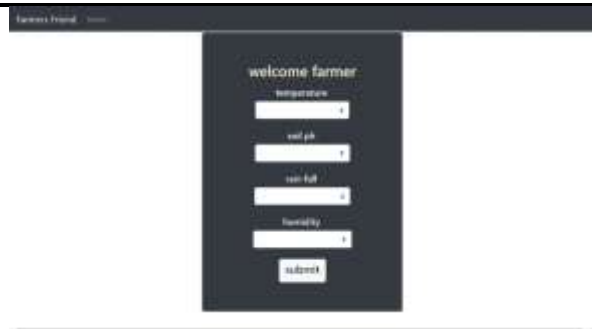 Farmers Friend
welcome farmer
temperature
soil ph
rain fall
humidity
submit